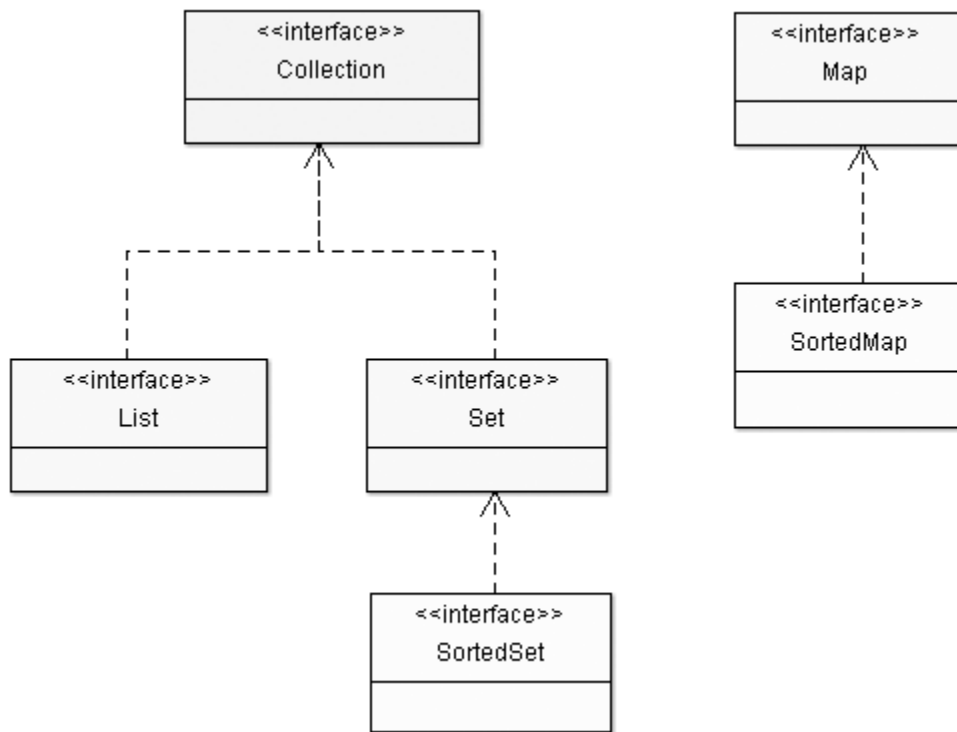 <<interface>>
Collection
<<interface>>
Map
<<interface>>
SortedMap
<<interface>>
List
<<interface>>
Set
<<interface>>
SortedSet